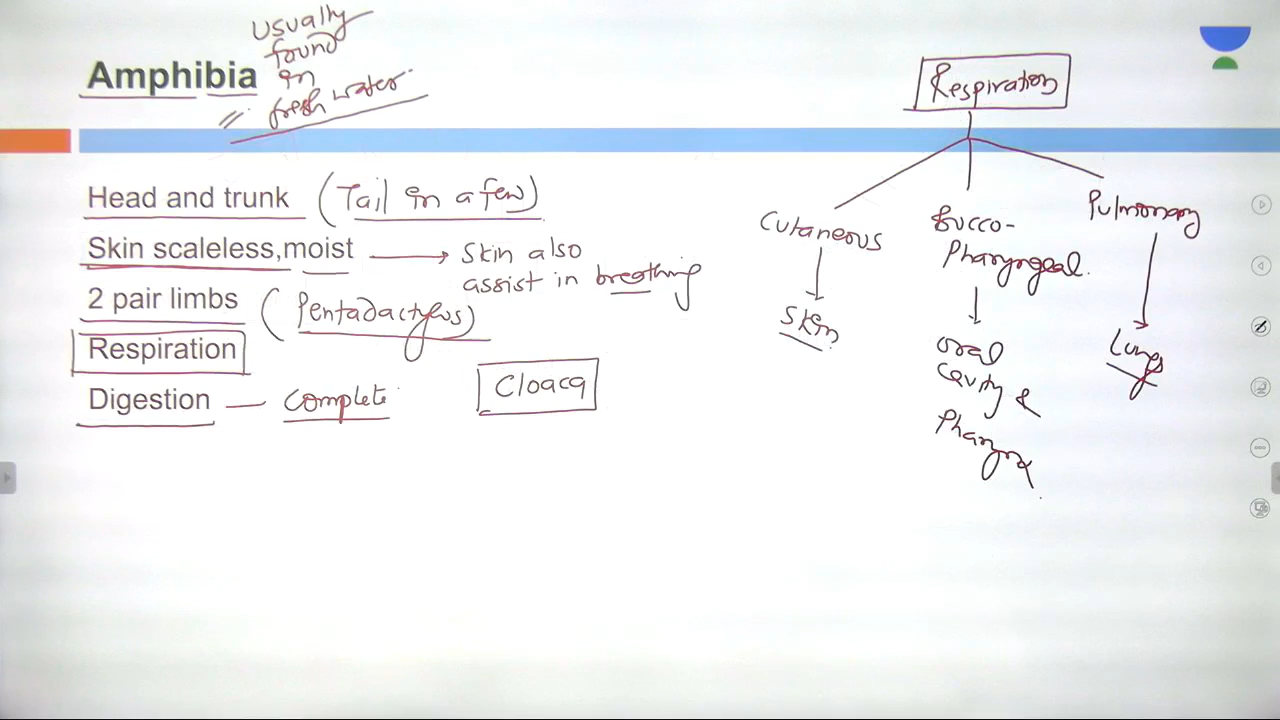 Amphibia
usually
found
in
fresh water.
Head and trunk (Tail in a few)
Skin scaleless,moist → Skin also
assist in breathing
2 pair limbs (Pentadactylous)
Respiration
Digestion — complete
Cloaca
Respiration
Cutaneous
Skin
Bucco-
Pharyngeal.
oral
cavity &
Pharynx
Pulmonary
Lungs